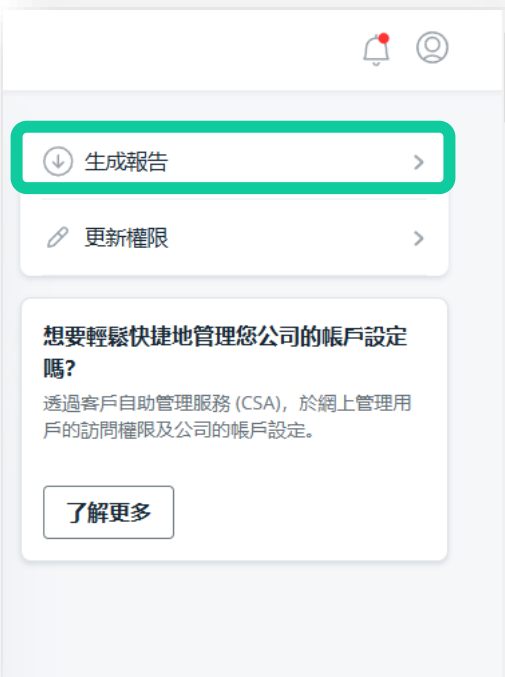 生成報告
更新權限
想要輕鬆快捷地管理您公司的帳戶設定
嗎?
透過客戶自助管理服務 (CSA)，於網上管理用
戶的訪問權限及公司的帳戶設定。
了解更多